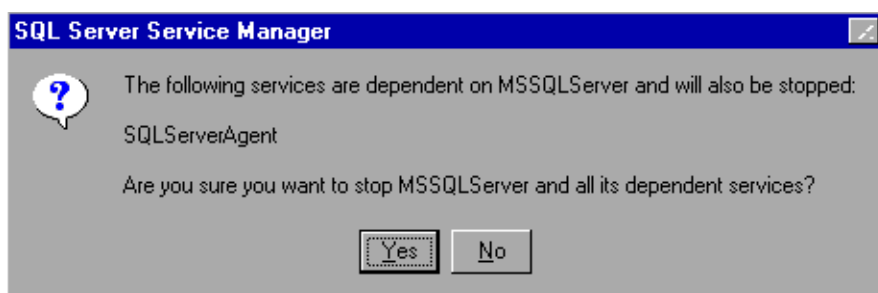 SQL Server Service Manager
The following services are dependent on MSSQLServer and will also be stopped:
SQLServerAgent
Are you sure you want to stop MSSQLServer and all its dependent services?
Yes No